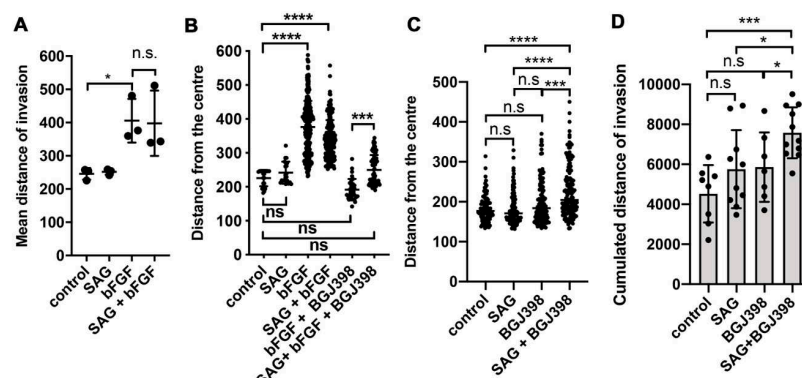 A
Mean distance of invasion
600
500
400
300
200
100
0
*
n.s.
control
SAG
bFGF
SAG + bFGF
B
Distance from the centre
600
500
400
300
200
100
0
****
****
***
ns
ns
ns
control
SAG
bFGF
SAG + bFGF
bFGF + BGJ398
SAG+ bFGF + BGJ398
C
Distance from the centre
500
400
300
200
100
0
****
****
n.s
***
n.s
n.s
control
SAG
BGJ398
SAG + BGJ398
D
Cumulated distance of invasion
10000
8000
6000
4000
2000
0
***
*
n.s
*
n.s
control
SAG
BGJ398
SAG+BGJ398